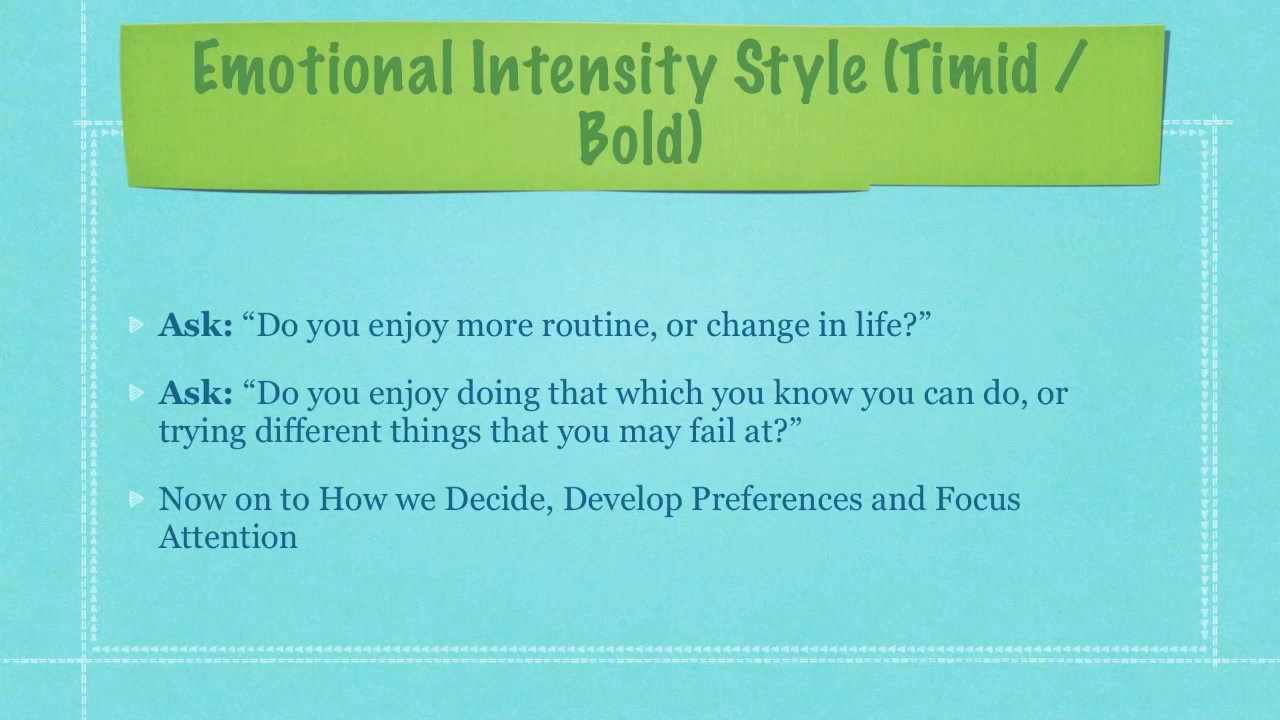 Emotional Intensity Style (Timid /
Bold)
Ask: “Do you enjoy more routine, or change in life?”
Ask: “Do you enjoy doing that which you know you can do, or
trying different things that you may fail at?”
Now on to How we Decide, Develop Preferences and Focus
Attention